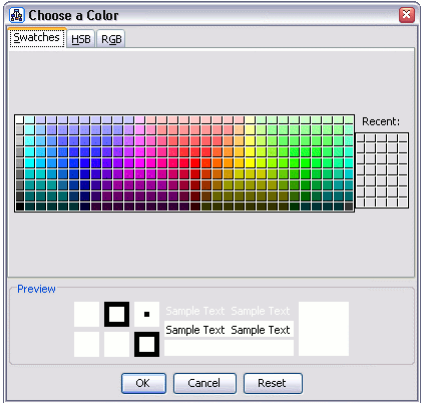 Choose a Color
Swatches HSB RGB
Recent:
Preview
Sample Text Sample Text
Sample Text Sample Text
OK Cancel Reset